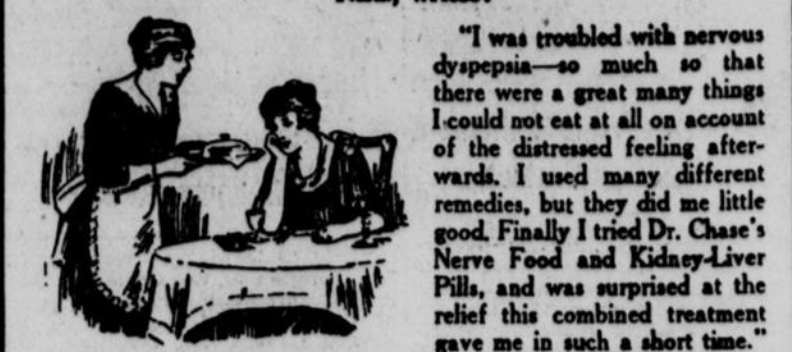 "I was troubled with nervous
dyspepsia—so much so that
there were a great many things
I could not eat at all on account
of the distressed feeling after-
wards. I used many different
remedies, but they did me little
good. Finally I tried Dr. Chase's
Nerve Food and Kidney-Liver
Pills, and was surprised at the
relief this combined treatment
gave me in such a short time."